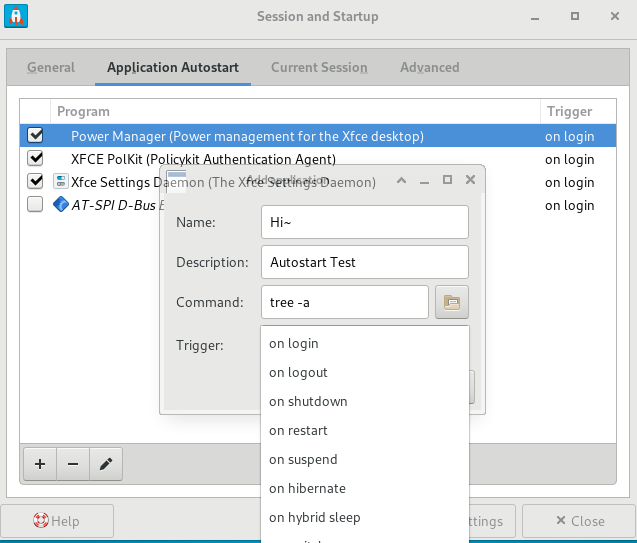 Session and Startup
General Application Autostart Current Session Advanced
Program Trigger
Power Manager (Power management for the Xfce desktop) on login
XFCE PolKit (Policykit Authentication Agent) on login
Xfce Settings Daemon (The Xfce Settings Daemon) on login
AT-SPI D-Bus on login
Add application
Name: Hi~
Description: Autostart Test
Command: tree -a
Trigger:
on login
on logout
on shutdown
on restart
on suspend
on hibernate
on hybrid sleep
Help
Close